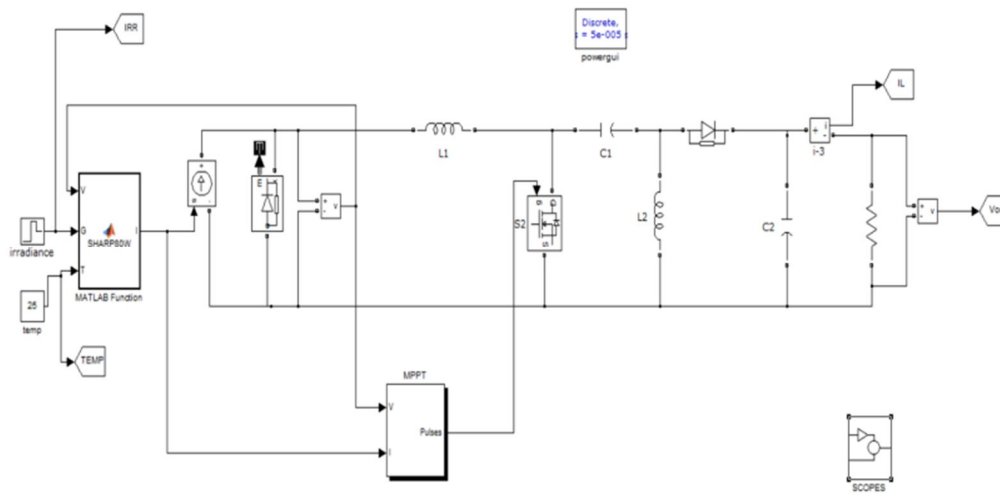 IRR
Discrete,
= 5e-005
powergui
IL
L1
C1
i-3
V
G
T
SHARP80W
I
MATLAB Function
irradiance
25
temp
TEMP
E
+
v
S2
L2
C2
+
v
Vo
MPPT
V
I
Pulses
SCOPES